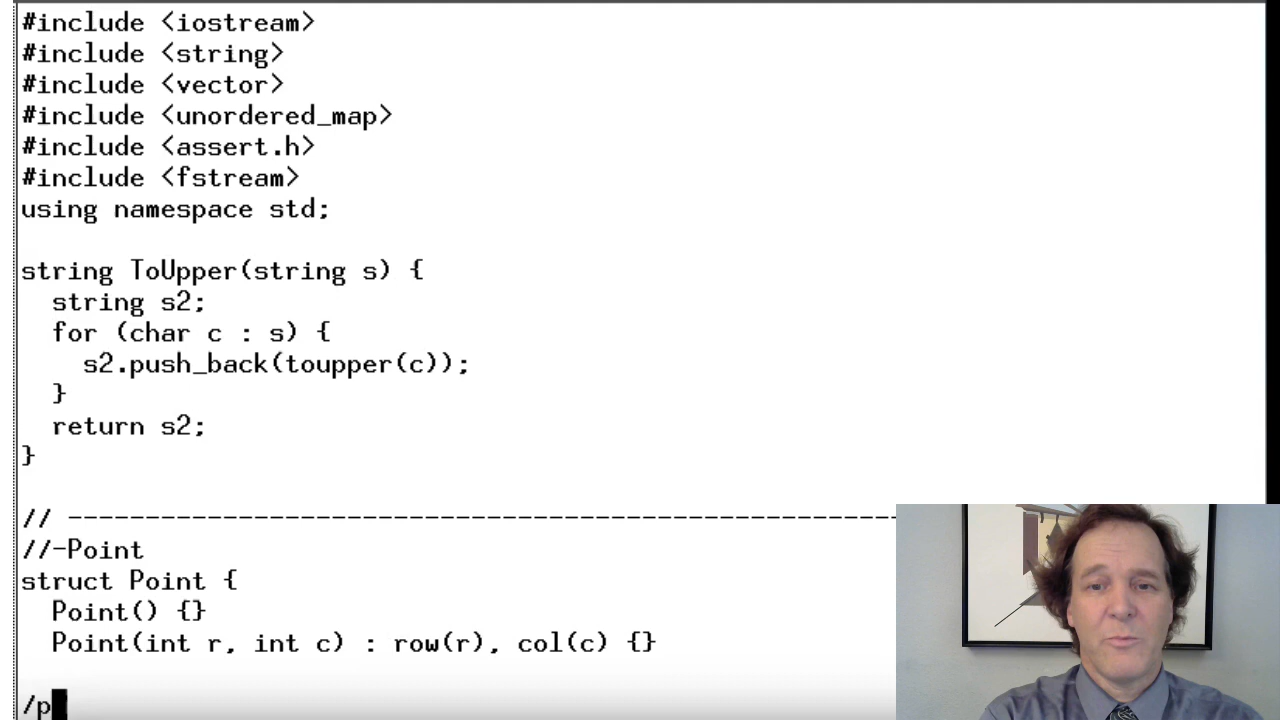 #include <iostream>
#include <string>
#include <vector>
#include <unordered_map>
#include <assert.h>
#include <fstream>
using namespace std;
string ToUpper(string s) {
  string s2;
  for (char c : s) {
    s2.push_back(toupper(c));
  }
  return s2;
}
// ------------------------------------------------------
//-Point
struct Point {
  Point() {}
  Point(int r, int c) : row(r), col(c) {}
/p